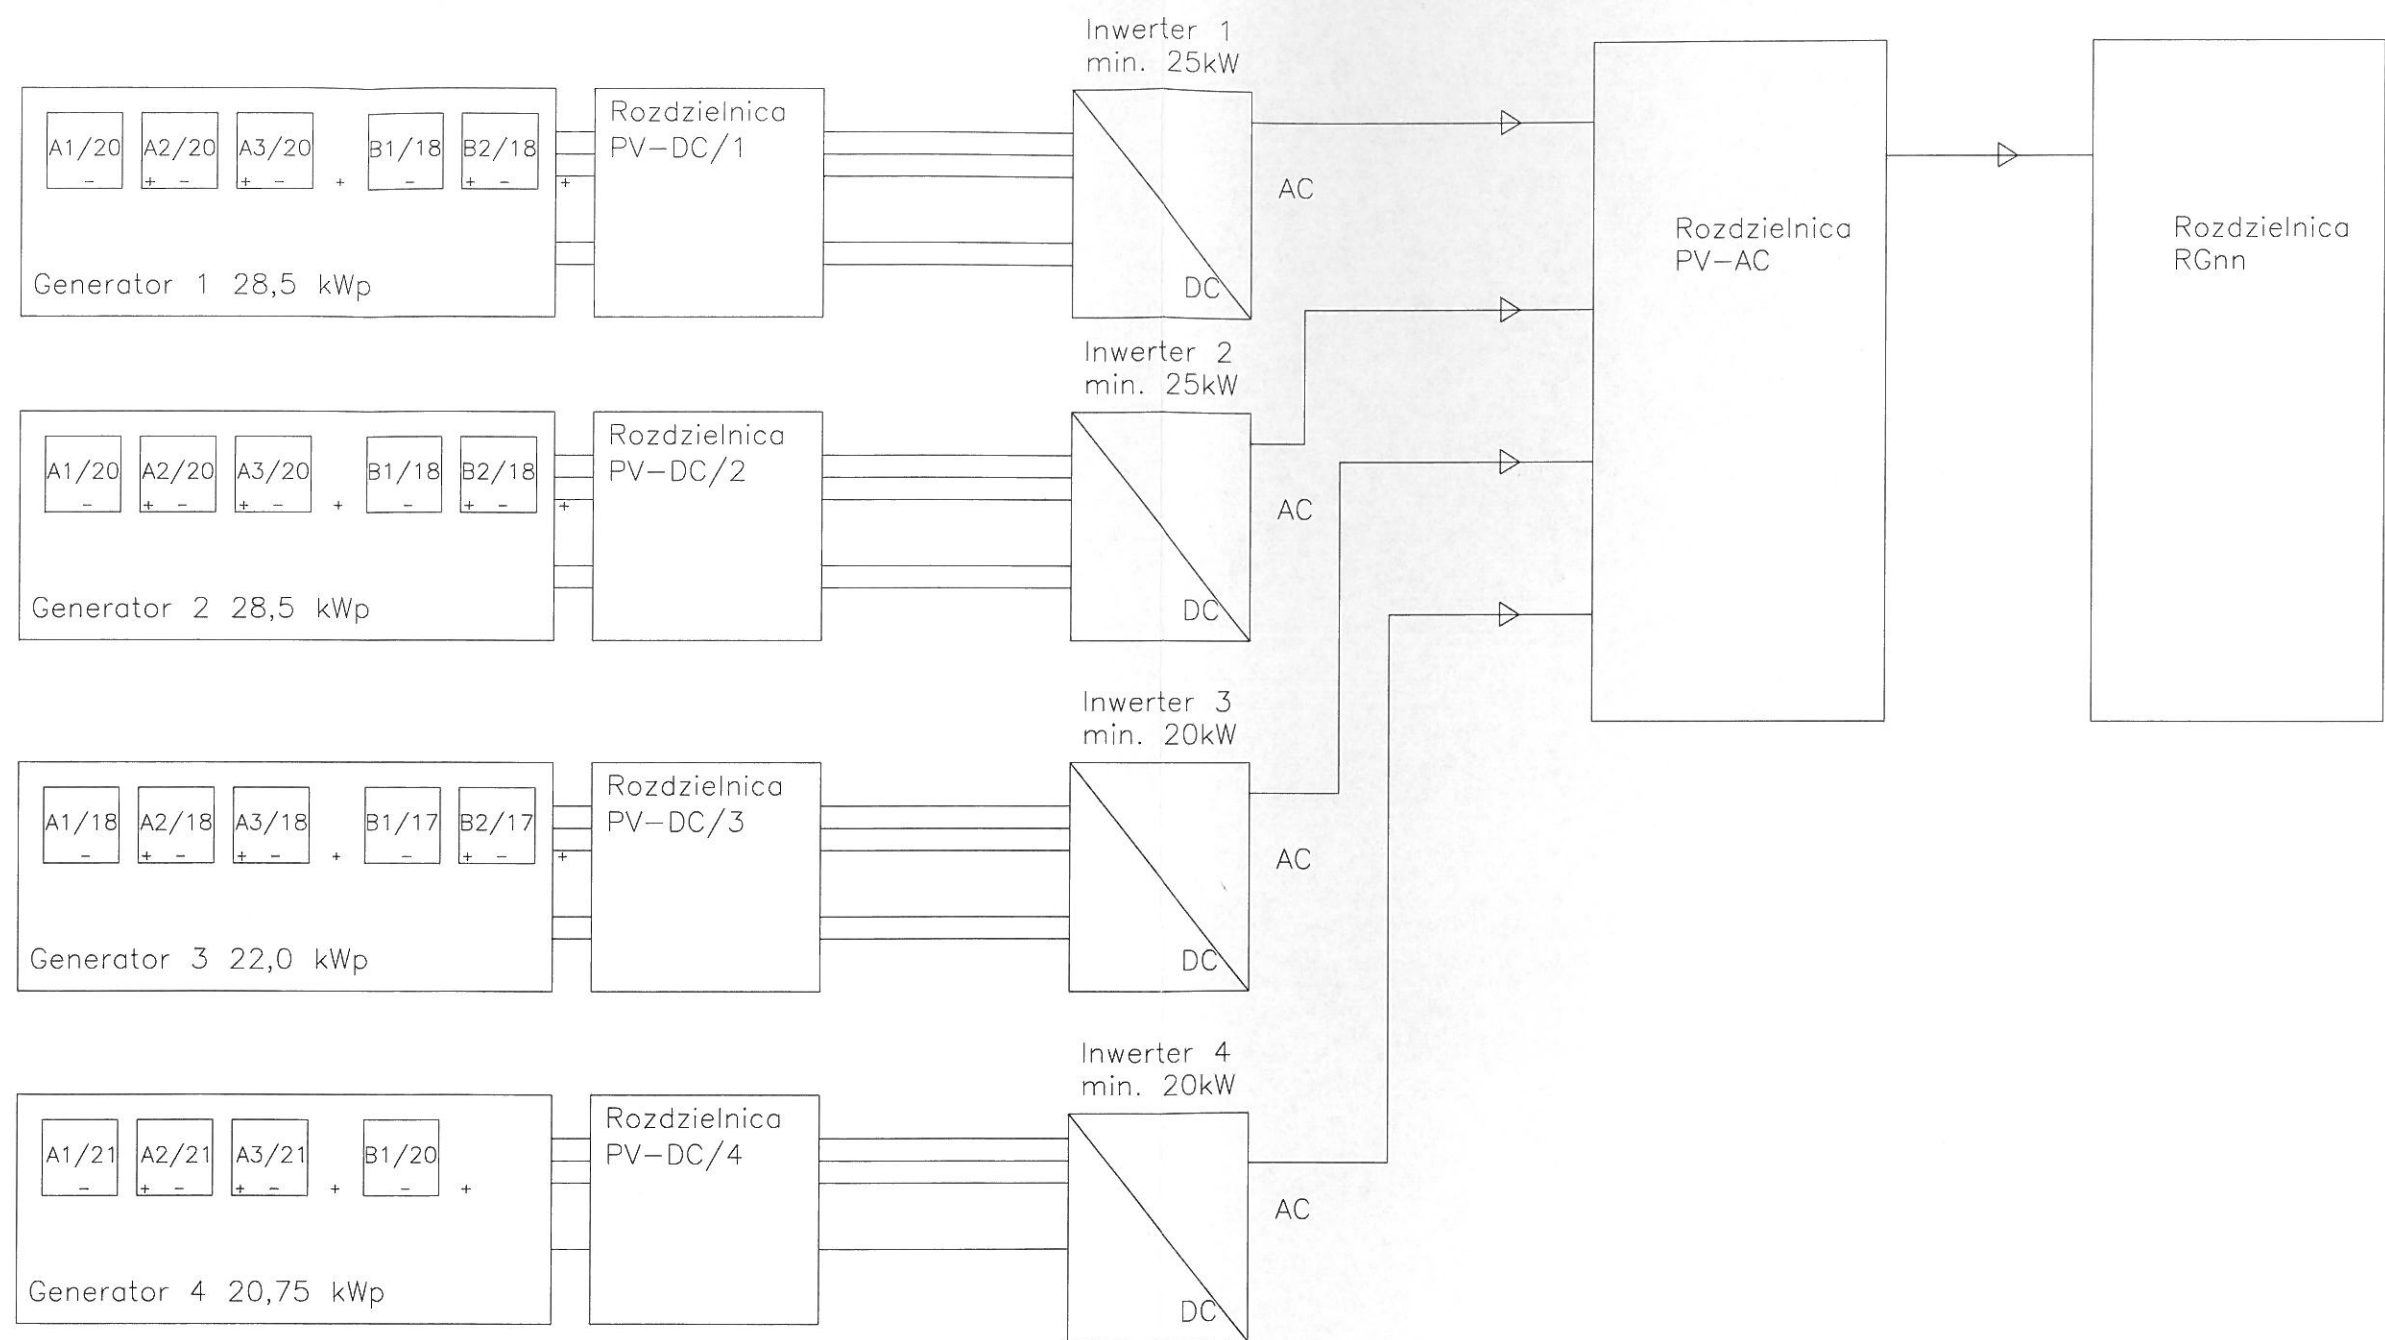 Inwerter 1
min. 25kW
A1/20 A2/20 A3/20 B1/18 B2/18
- + - + - + - + - +
Generator 1 28,5 kWp
Rozdzielnica
PV-DC/1
DC
AC
Rozdzielnica
PV-AC
Rozdzielnica
RGnn
Inwerter 2
min. 25kW
A1/20 A2/20 A3/20 B1/18 B2/18
- + - + - + - + - +
Generator 2 28,5 kWp
Rozdzielnica
PV-DC/2
DC
AC
Inwerter 3
min. 20kW
A1/18 A2/18 A3/18 B1/17 B2/17
- + - + - + - + - +
Generator 3 22,0 kWp
Rozdzielnica
PV-DC/3
DC
AC
Inwerter 4
min. 20kW
A1/21 A2/21 A3/21 B1/20
- + - + - + - +
Generator 4 20,75 kWp
Rozdzielnica
PV-DC/4
DC
AC